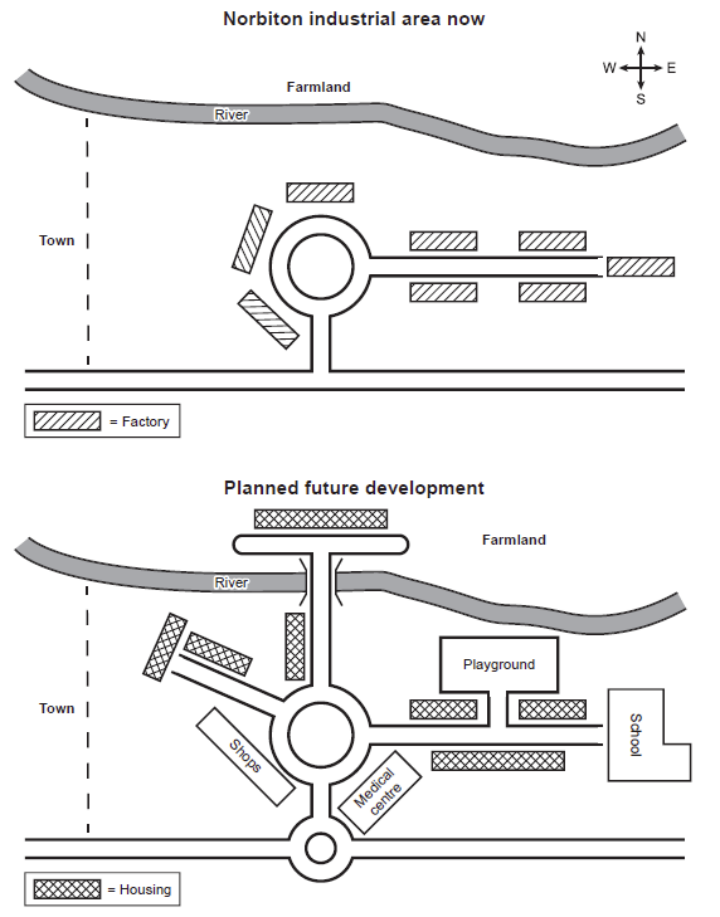 Norbiton industrial area now
N
W E
S
Farmland
River
Town
= Factory
Planned future development
Farmland
River
Playground
Town
School
Shops
Medical
centre
= Housing